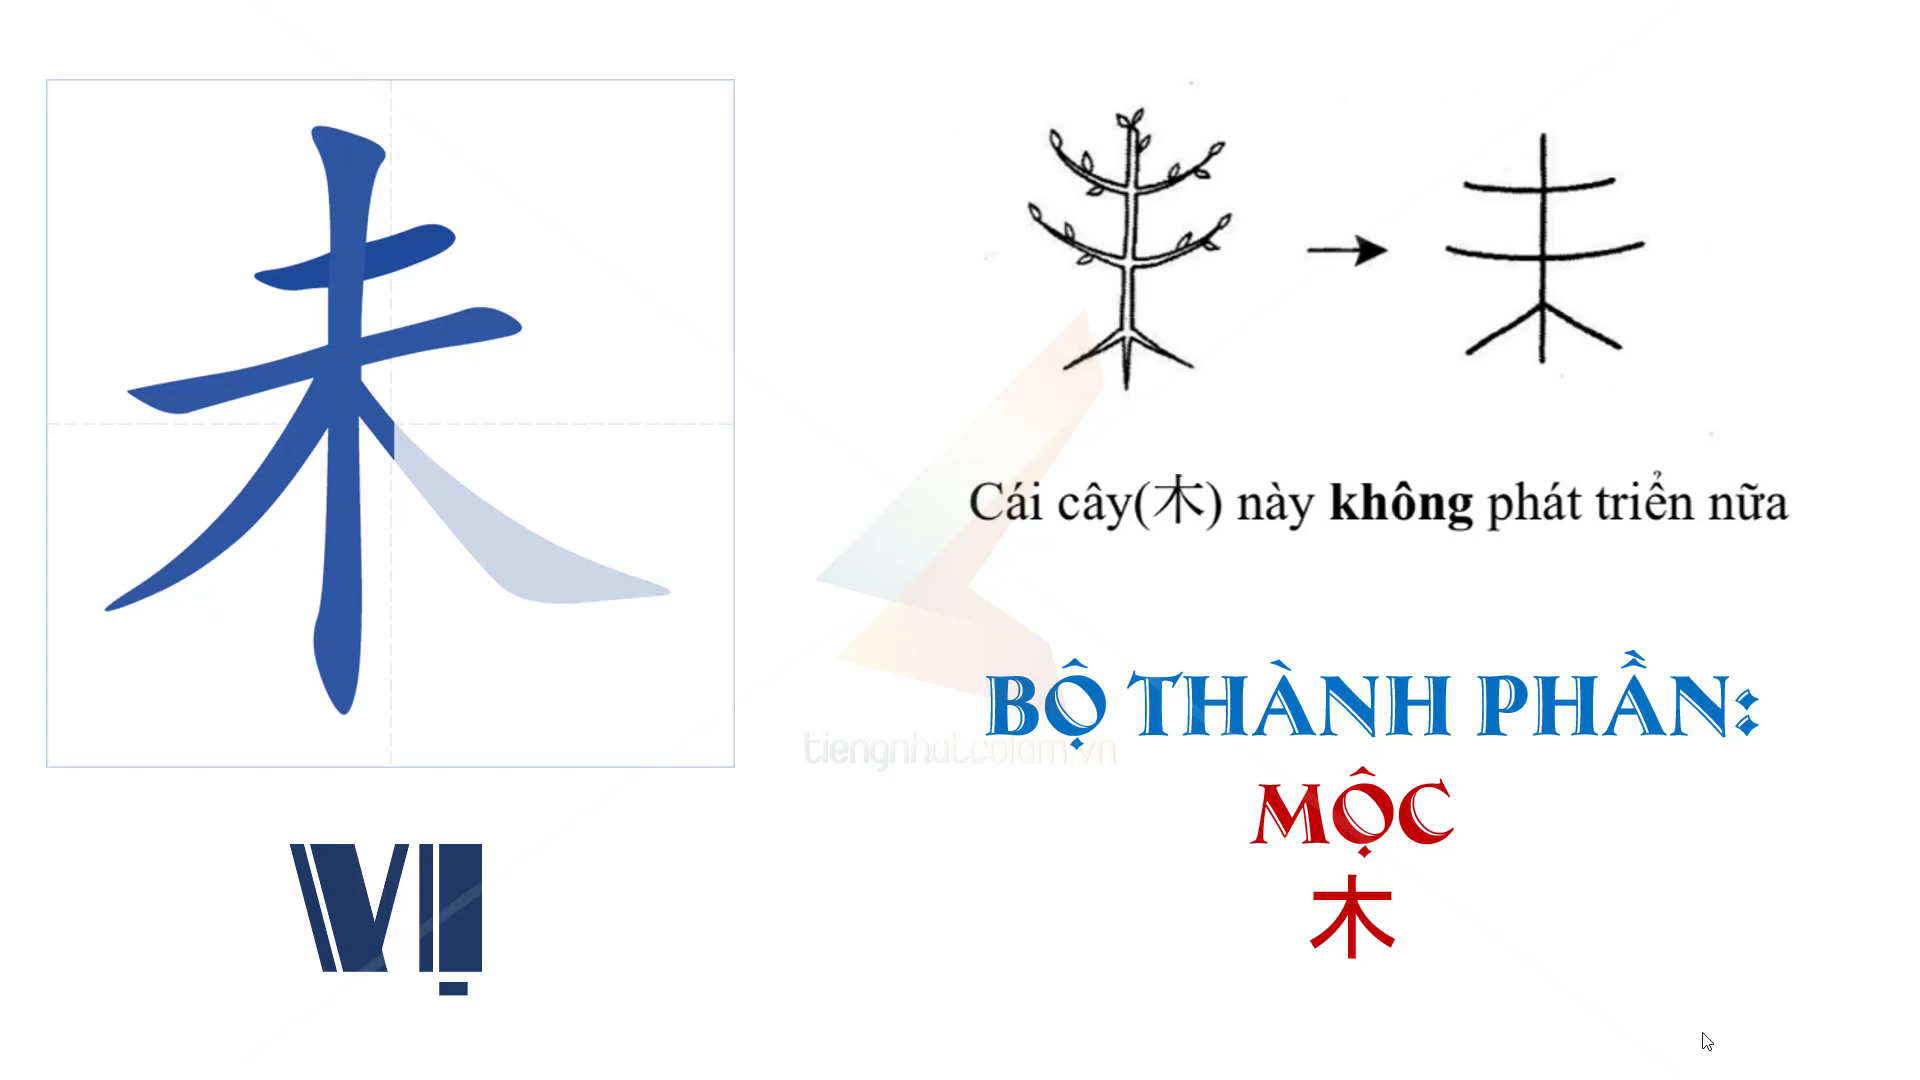 未
VỊ
Cái cây(木) này không phát triển nữa
tiengnhatcolam.vn
BỘ THÀNH PHẦN:
MỘC
木